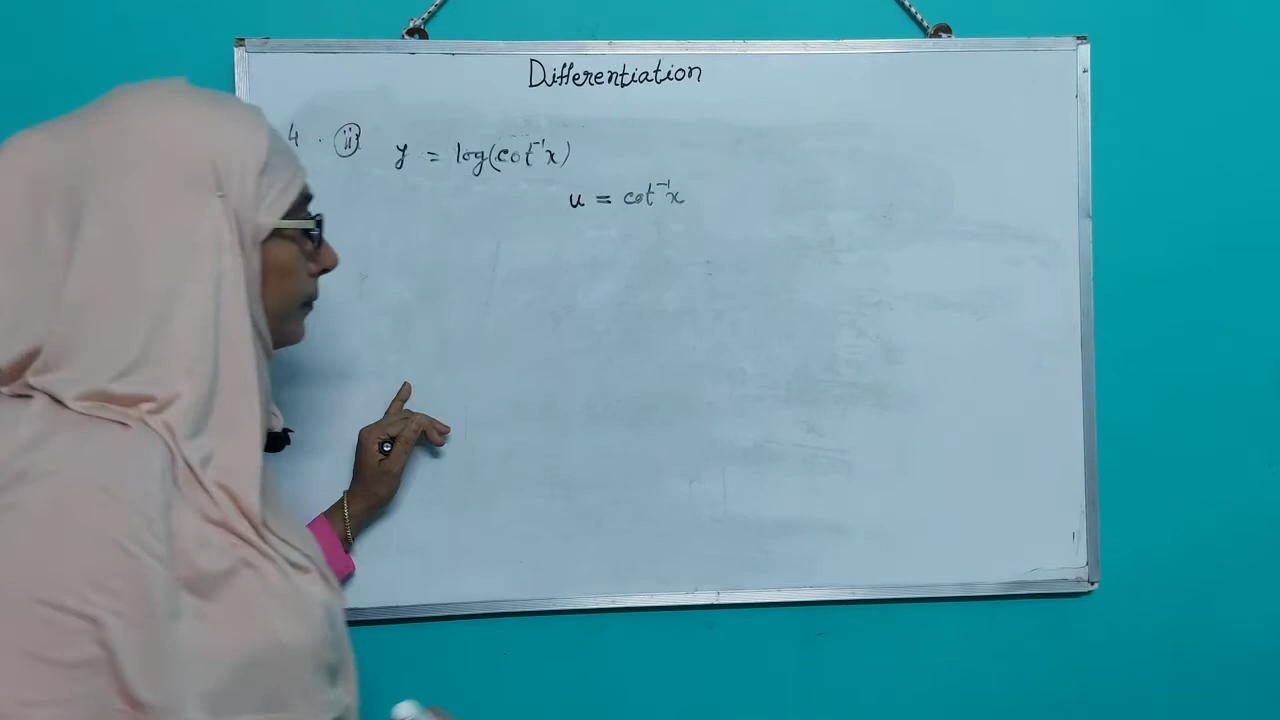 Differentiation
4. ii) y = log(cot⁻¹x)
u = cot⁻¹x